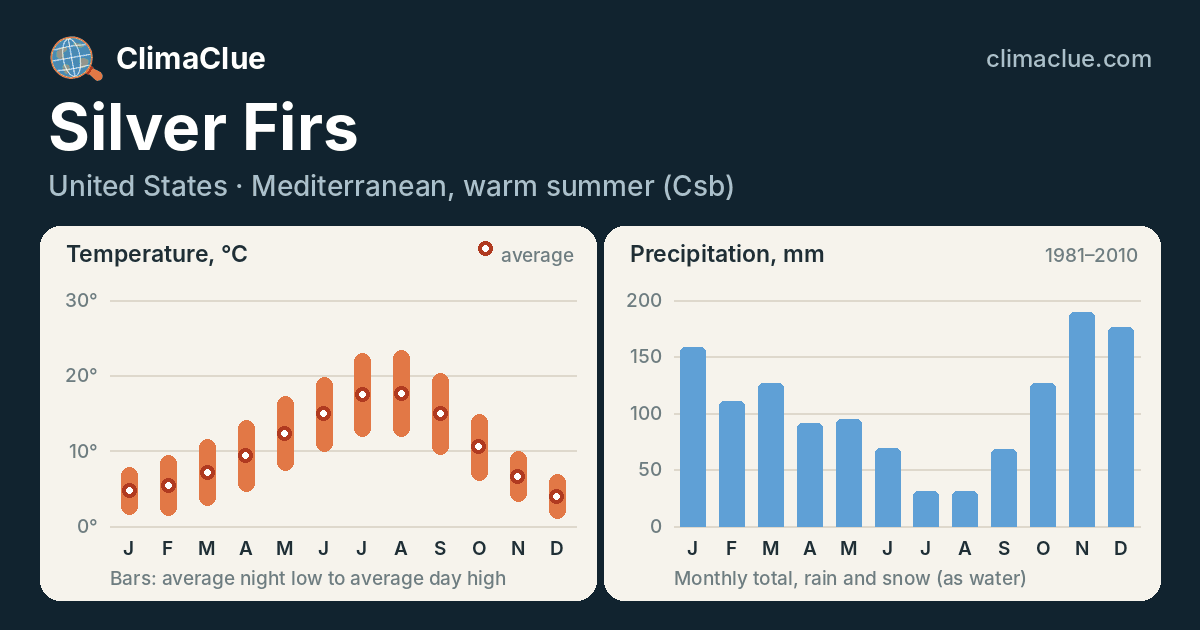 ClimaClue
climaclue.com
Silver Firs
United States · Mediterranean, warm summer (Csb)
Temperature, °C
average
30°
20°
10°
0°
J F M A M J J A S O N D
Bars: average night low to average day high
Precipitation, mm
1981–2010
200
150
100
50
0
J F M A M J J A S O N D
Monthly total, rain and snow (as water)